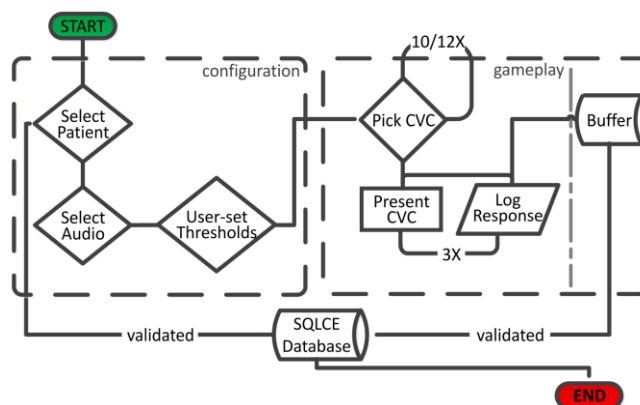 START
10/12X
configuration
gameplay
Select
Patient
Pick CVC
Buffer
Select
Audio
User-set
Thresholds
Present
CVC
Log
Response
3X
validated
SQLCE
Database
validated
END